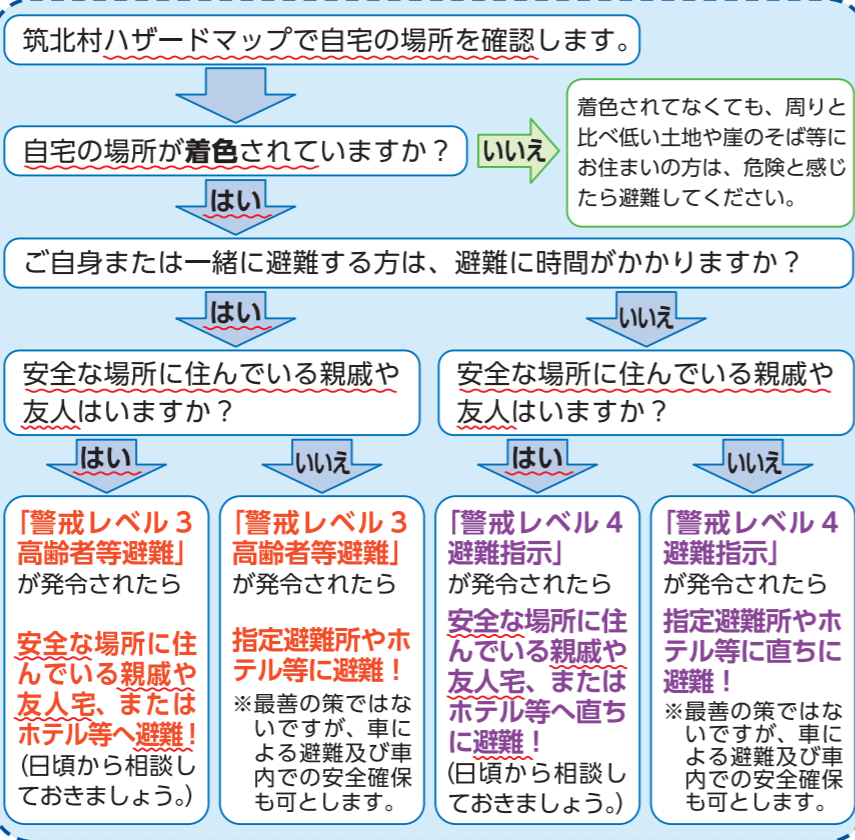 筑北村ハザードマップで自宅の場所を確認します。
自宅の場所が着色されていますか？
いいえ
着色されてなくても、周りと
比べ低い土地や崖のそば等に
お住まいの方は、危険と感じ
たら避難してください。
はい
ご自身または一緒に避難する方は、避難に時間がかかりますか？
はい
いいえ
安全な場所に住んでいる親戚や
友人はいますか？
安全な場所に住んでいる親戚や
友人はいますか？
はい
いいえ
はい
いいえ
「警戒レベル３
高齢者等避難」
が発令されたら
安全な場所に住
んでいる親戚や
友人宅、または
ホテル等へ避難！
（日頃から相談し
ておきましょう。）
「警戒レベル３
高齢者等避難」
が発令されたら
指定避難所やホ
テル等に避難！
※最善の策ではな
いですが、車に
よる避難及び車
内での安全確保
も可とします。
「警戒レベル４
避難指示」
が発令されたら
安全な場所に住
んでいる親戚や
友人宅、または
ホテル等へ直ち
に避難！
（日頃から相談し
ておきましょう。）
「警戒レベル４
避難指示」
が発令されたら
指定避難所やホ
テル等に直ちに
避難！
※最善の策ではな
いですが、車に
よる避難及び車
内での安全確保
も可とします。